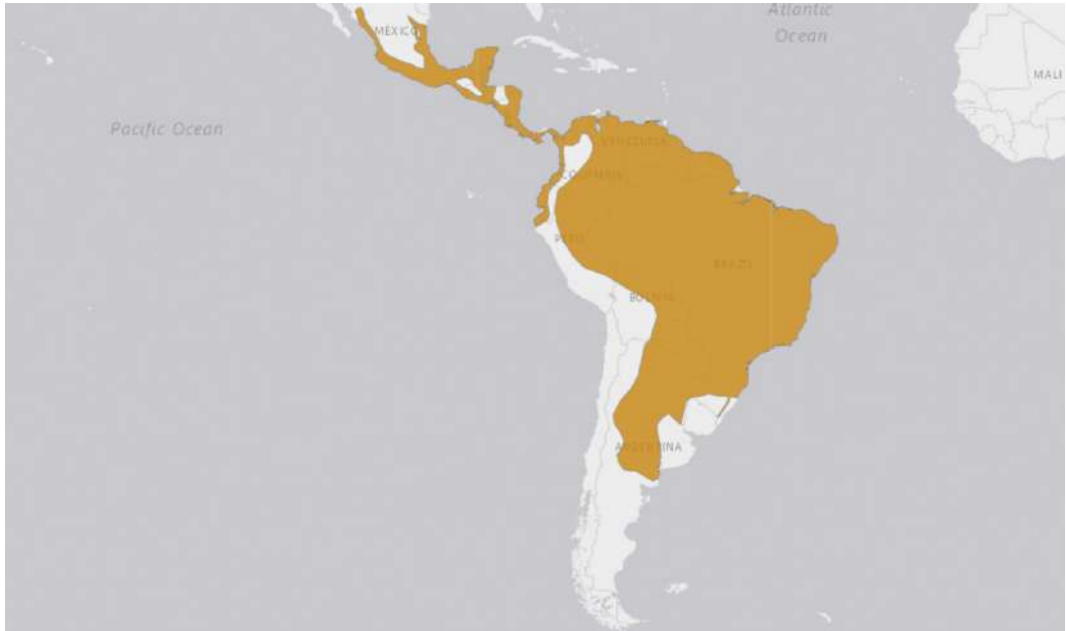 Atlantic
Ocean
MÉXICO
MALI
Pacific Ocean
VENEZUELA
COLOMBIA
PERU
BRAZIL
BOLIVIA
ARGENTINA